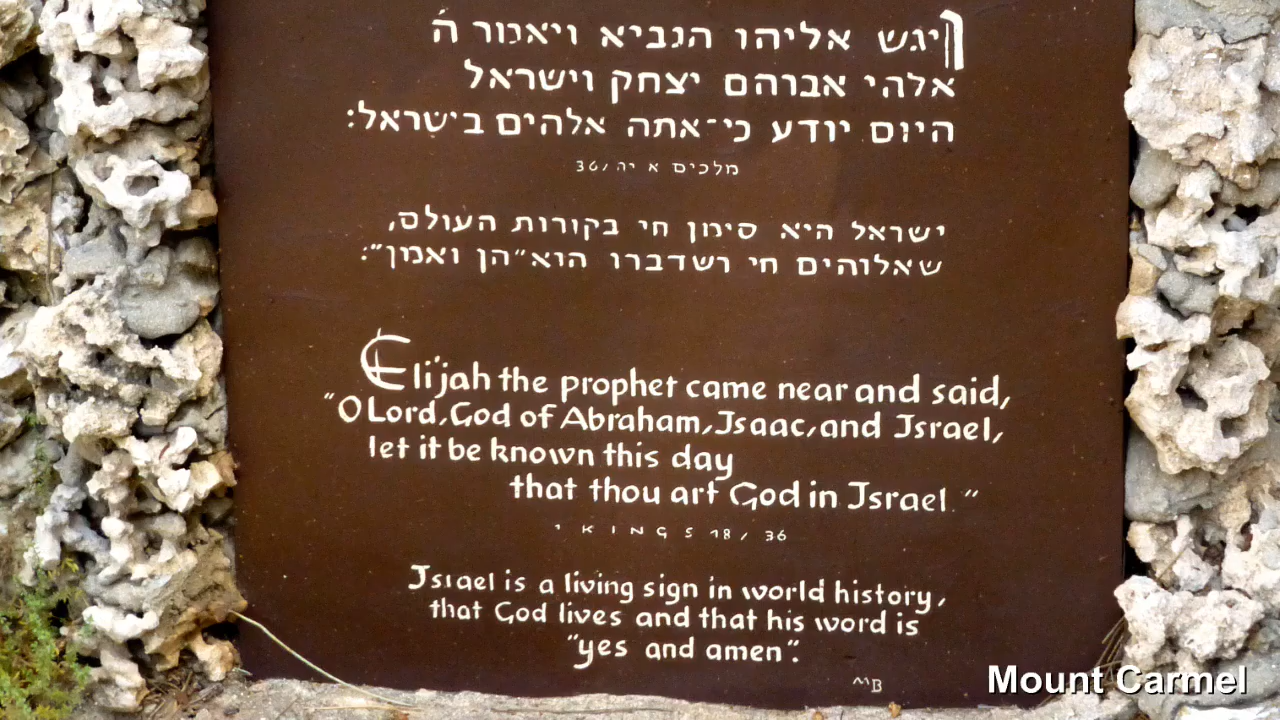 ויגש אליהו הנביא ויאמר ה׳
אלהי אברהם יצחק וישראל
היום יודע כי־אתה אלהים בישראל:
מלכים א יח/36
ישראל היא סימן חי בקורות העולם,
שאלוהים חי ושדברו הוא״הן ואמן״:
Elijah the prophet came near and said,
"O Lord, God of Abraham, Isaac, and Israel,
let it be known this day
that thou art God in Israel."
1 KINGS 18/36
Israel is a living sign in world history,
that God lives and that his word is
"yes and amen".
MB
Mount Carmel